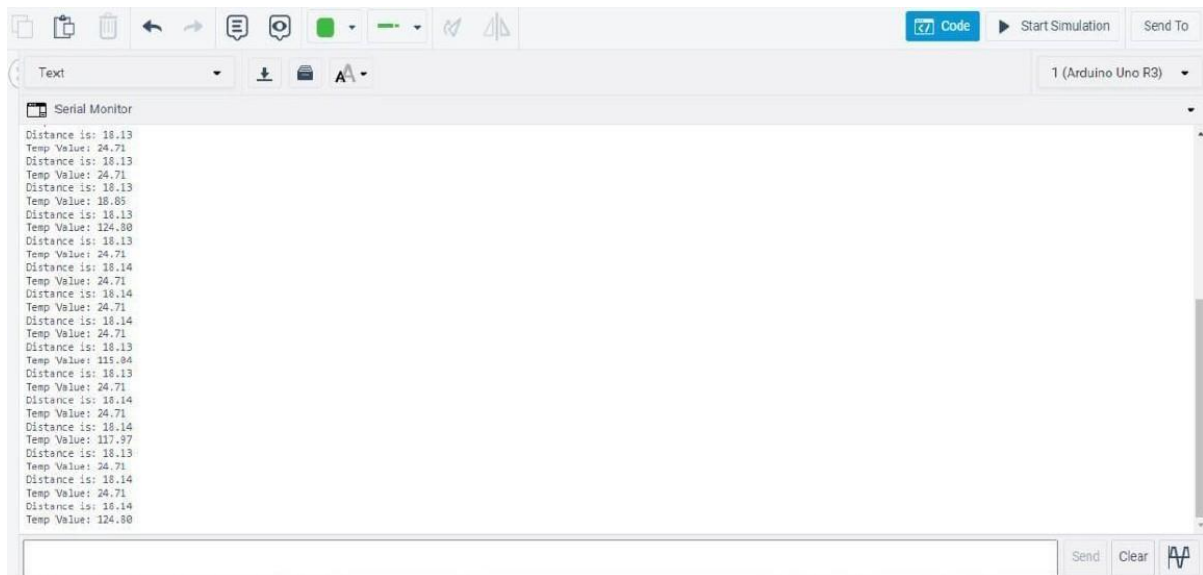 Code
Start Simulation
Send To
Text
1 (Arduino Uno R3)
Serial Monitor
Distance is: 18.13
Temp Value: 24.71
Distance is: 18.13
Temp Value: 24.71
Distance is: 18.13
Temp Value: 18.85
Distance is: 18.13
Temp Value: 124.80
Distance is: 18.13
Temp Value: 24.71
Distance is: 18.14
Temp Value: 24.71
Distance is: 18.14
Temp Value: 24.71
Distance is: 18.14
Temp Value: 24.71
Distance is: 18.13
Temp Value: 115.04
Distance is: 18.13
Temp Value: 24.71
Distance is: 18.14
Temp Value: 24.71
Distance is: 18.14
Temp Value: 117.97
Distance is: 18.13
Temp Value: 24.71
Distance is: 18.14
Temp Value: 24.71
Distance is: 18.14
Temp Value: 124.80
Send
Clear